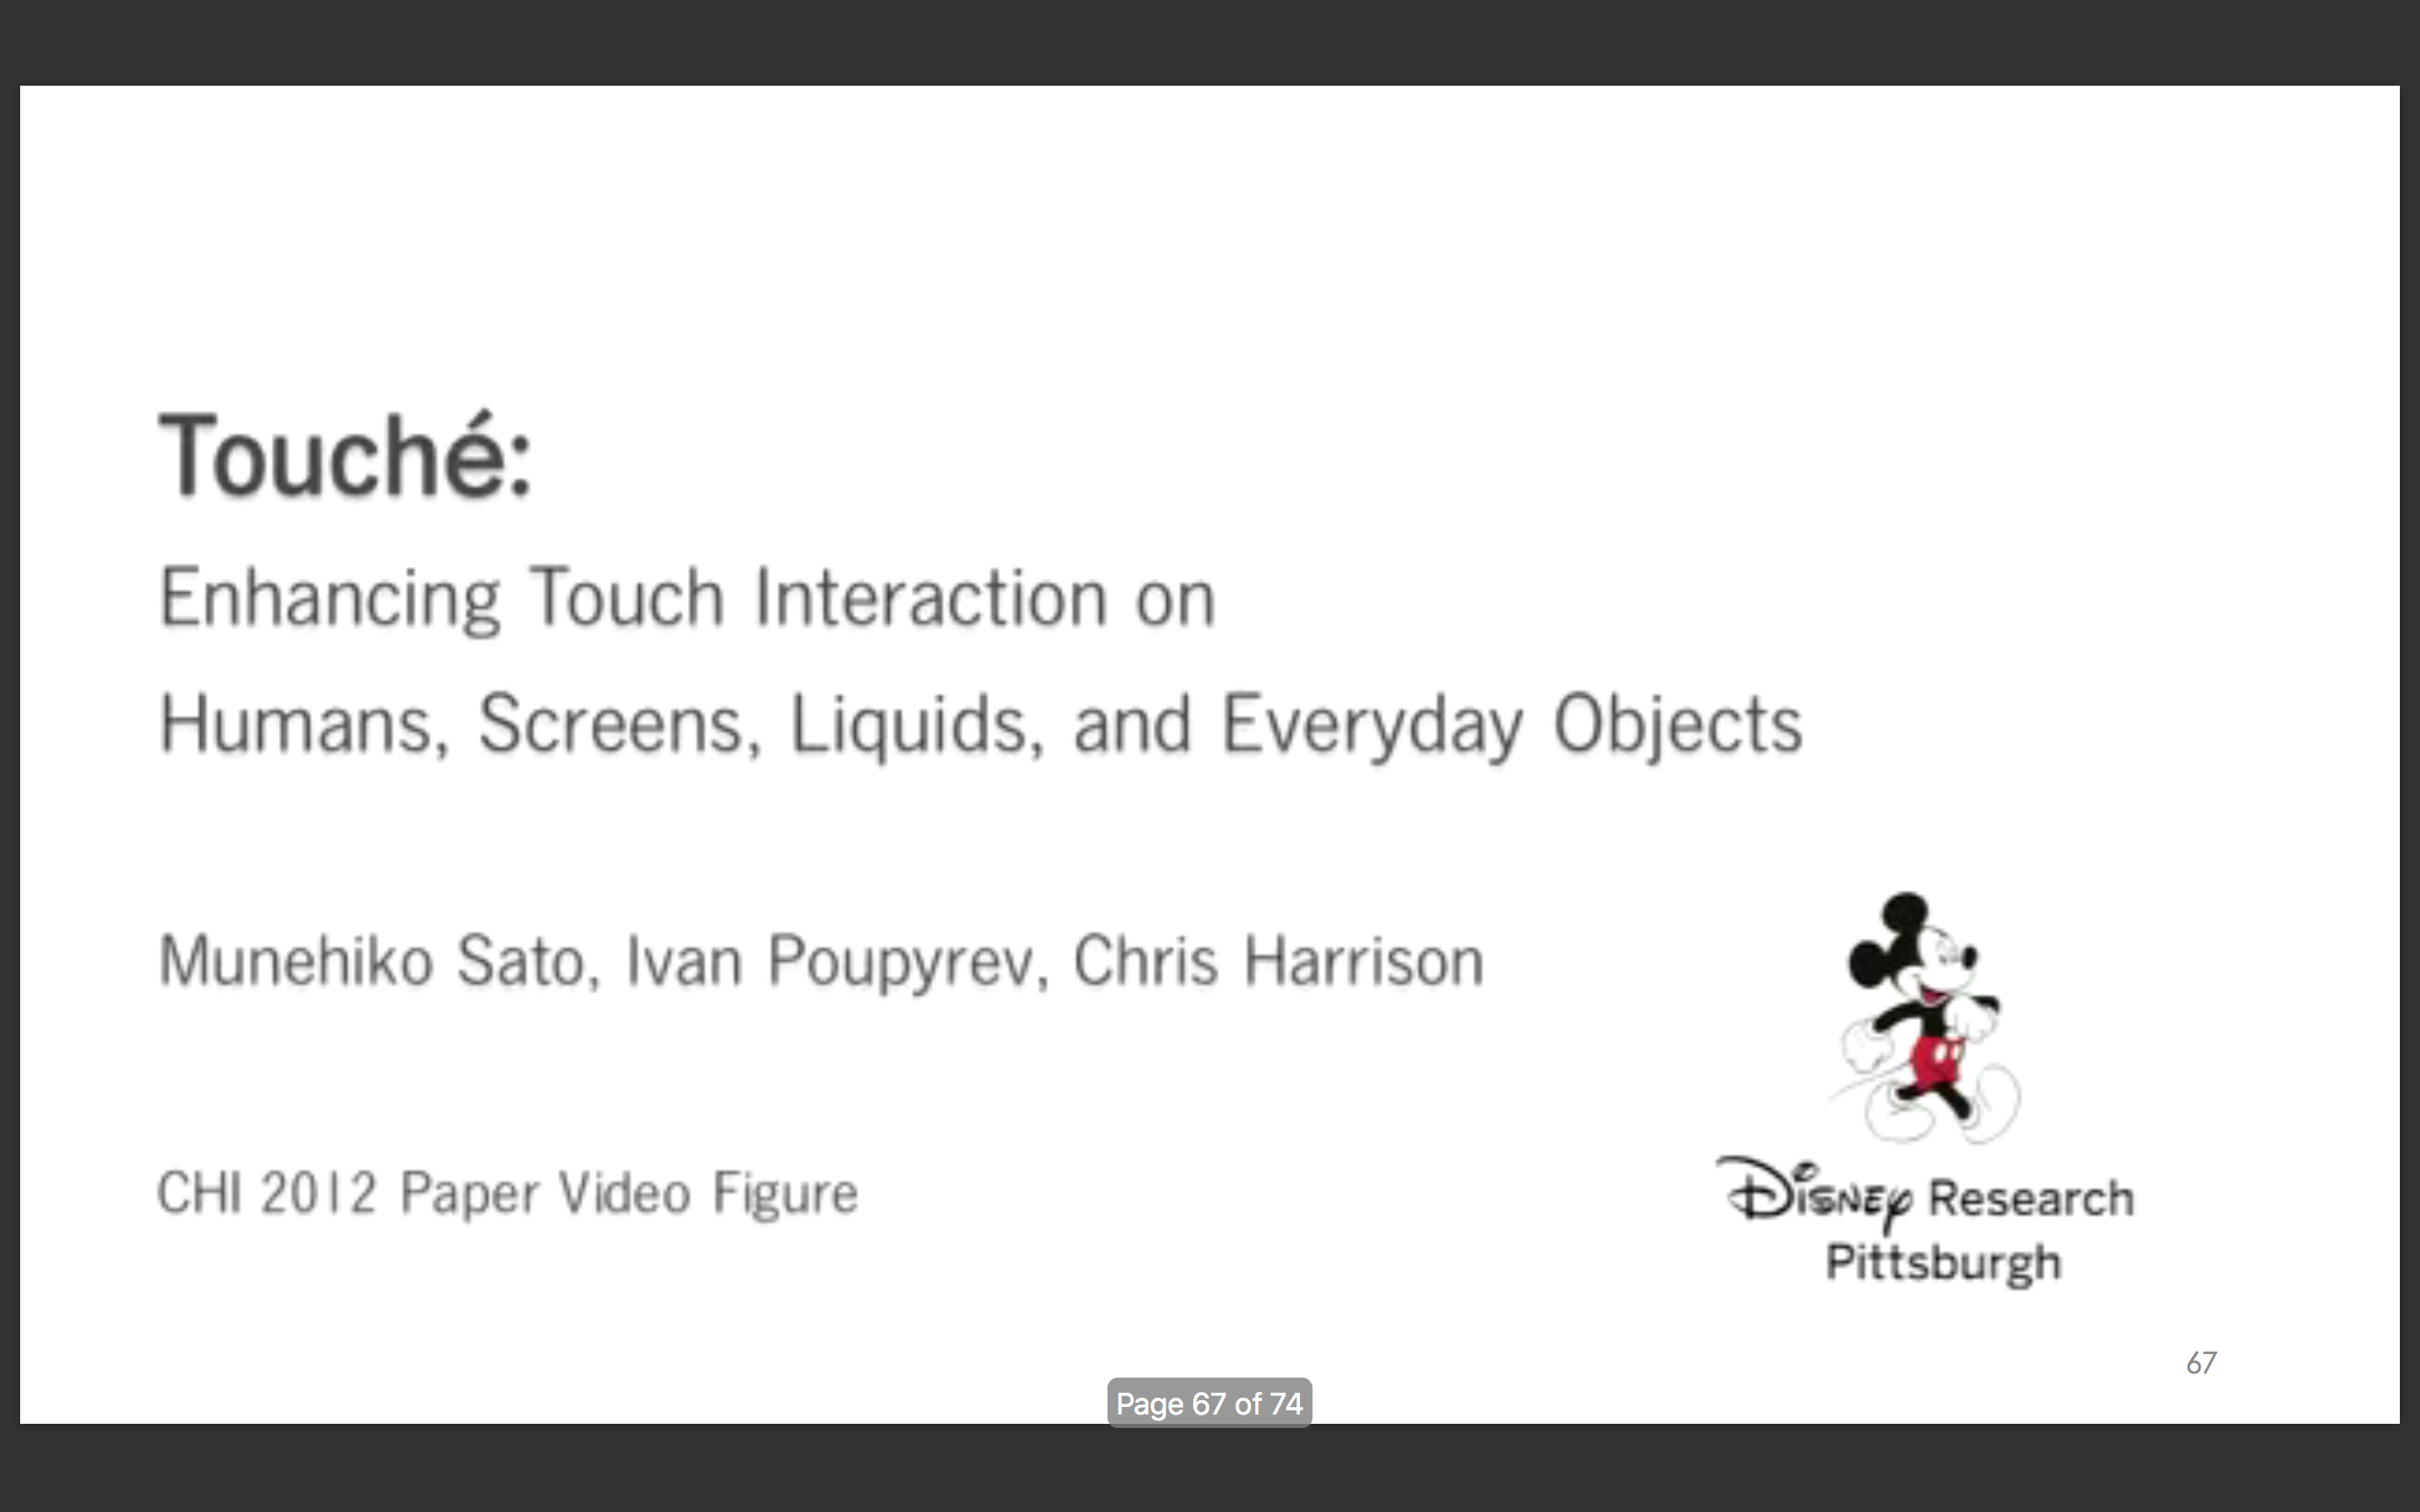 Touché:
Enhancing Touch Interaction on
Humans, Screens, Liquids, and Everyday Objects
Munehiko Sato, Ivan Poupyrev, Chris Harrison
CHI 2012 Paper Video Figure
Disney Research
Pittsburgh
67
Page 67 of 74